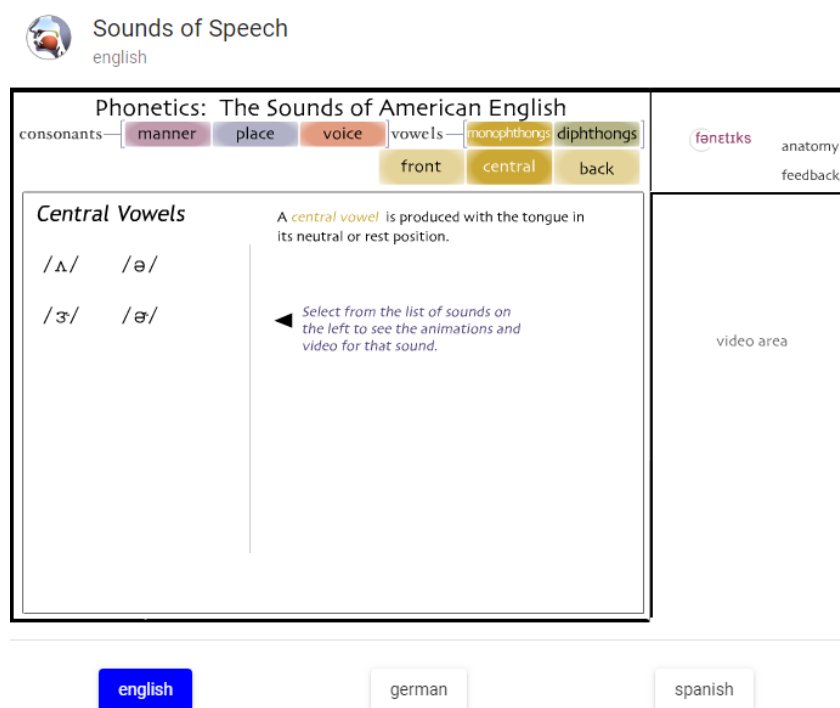 Sounds of Speech
english
Phonetics: The Sounds of American English
consonants manner place voice vowels monophthongs diphthongs
front central back
fənɛtɪks
anatomy
feedback
Central Vowels
A central vowel is produced with the tongue in
its neutral or rest position.
/ʌ/ /ə/
/ɝ/ /ɚ/
Select from the list of sounds on
the left to see the animations and
video for that sound.
video area
english german spanish